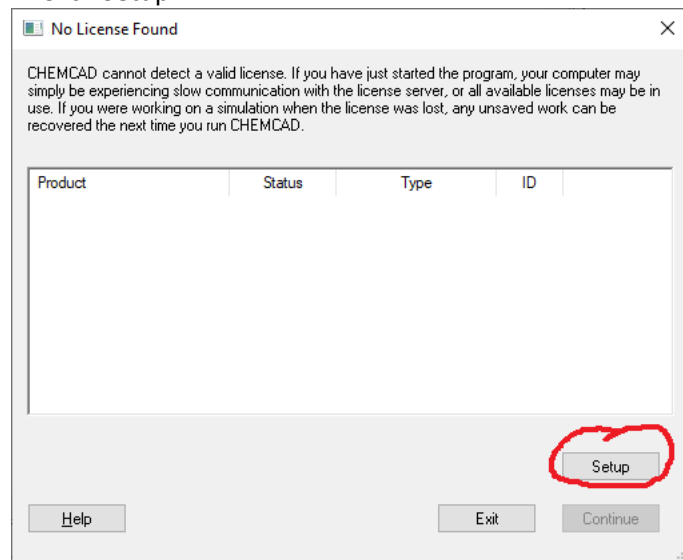 No License Found
CHEMCAD cannot detect a valid license. If you have just started the program, your computer may
simply be experiencing slow communication with the license server, or all available licenses may be in
use. If you were working on a simulation when the license was lost, any unsaved work can be
recovered the next time you run CHEMCAD.
Product Status Type ID
Setup
Help Exit Continue